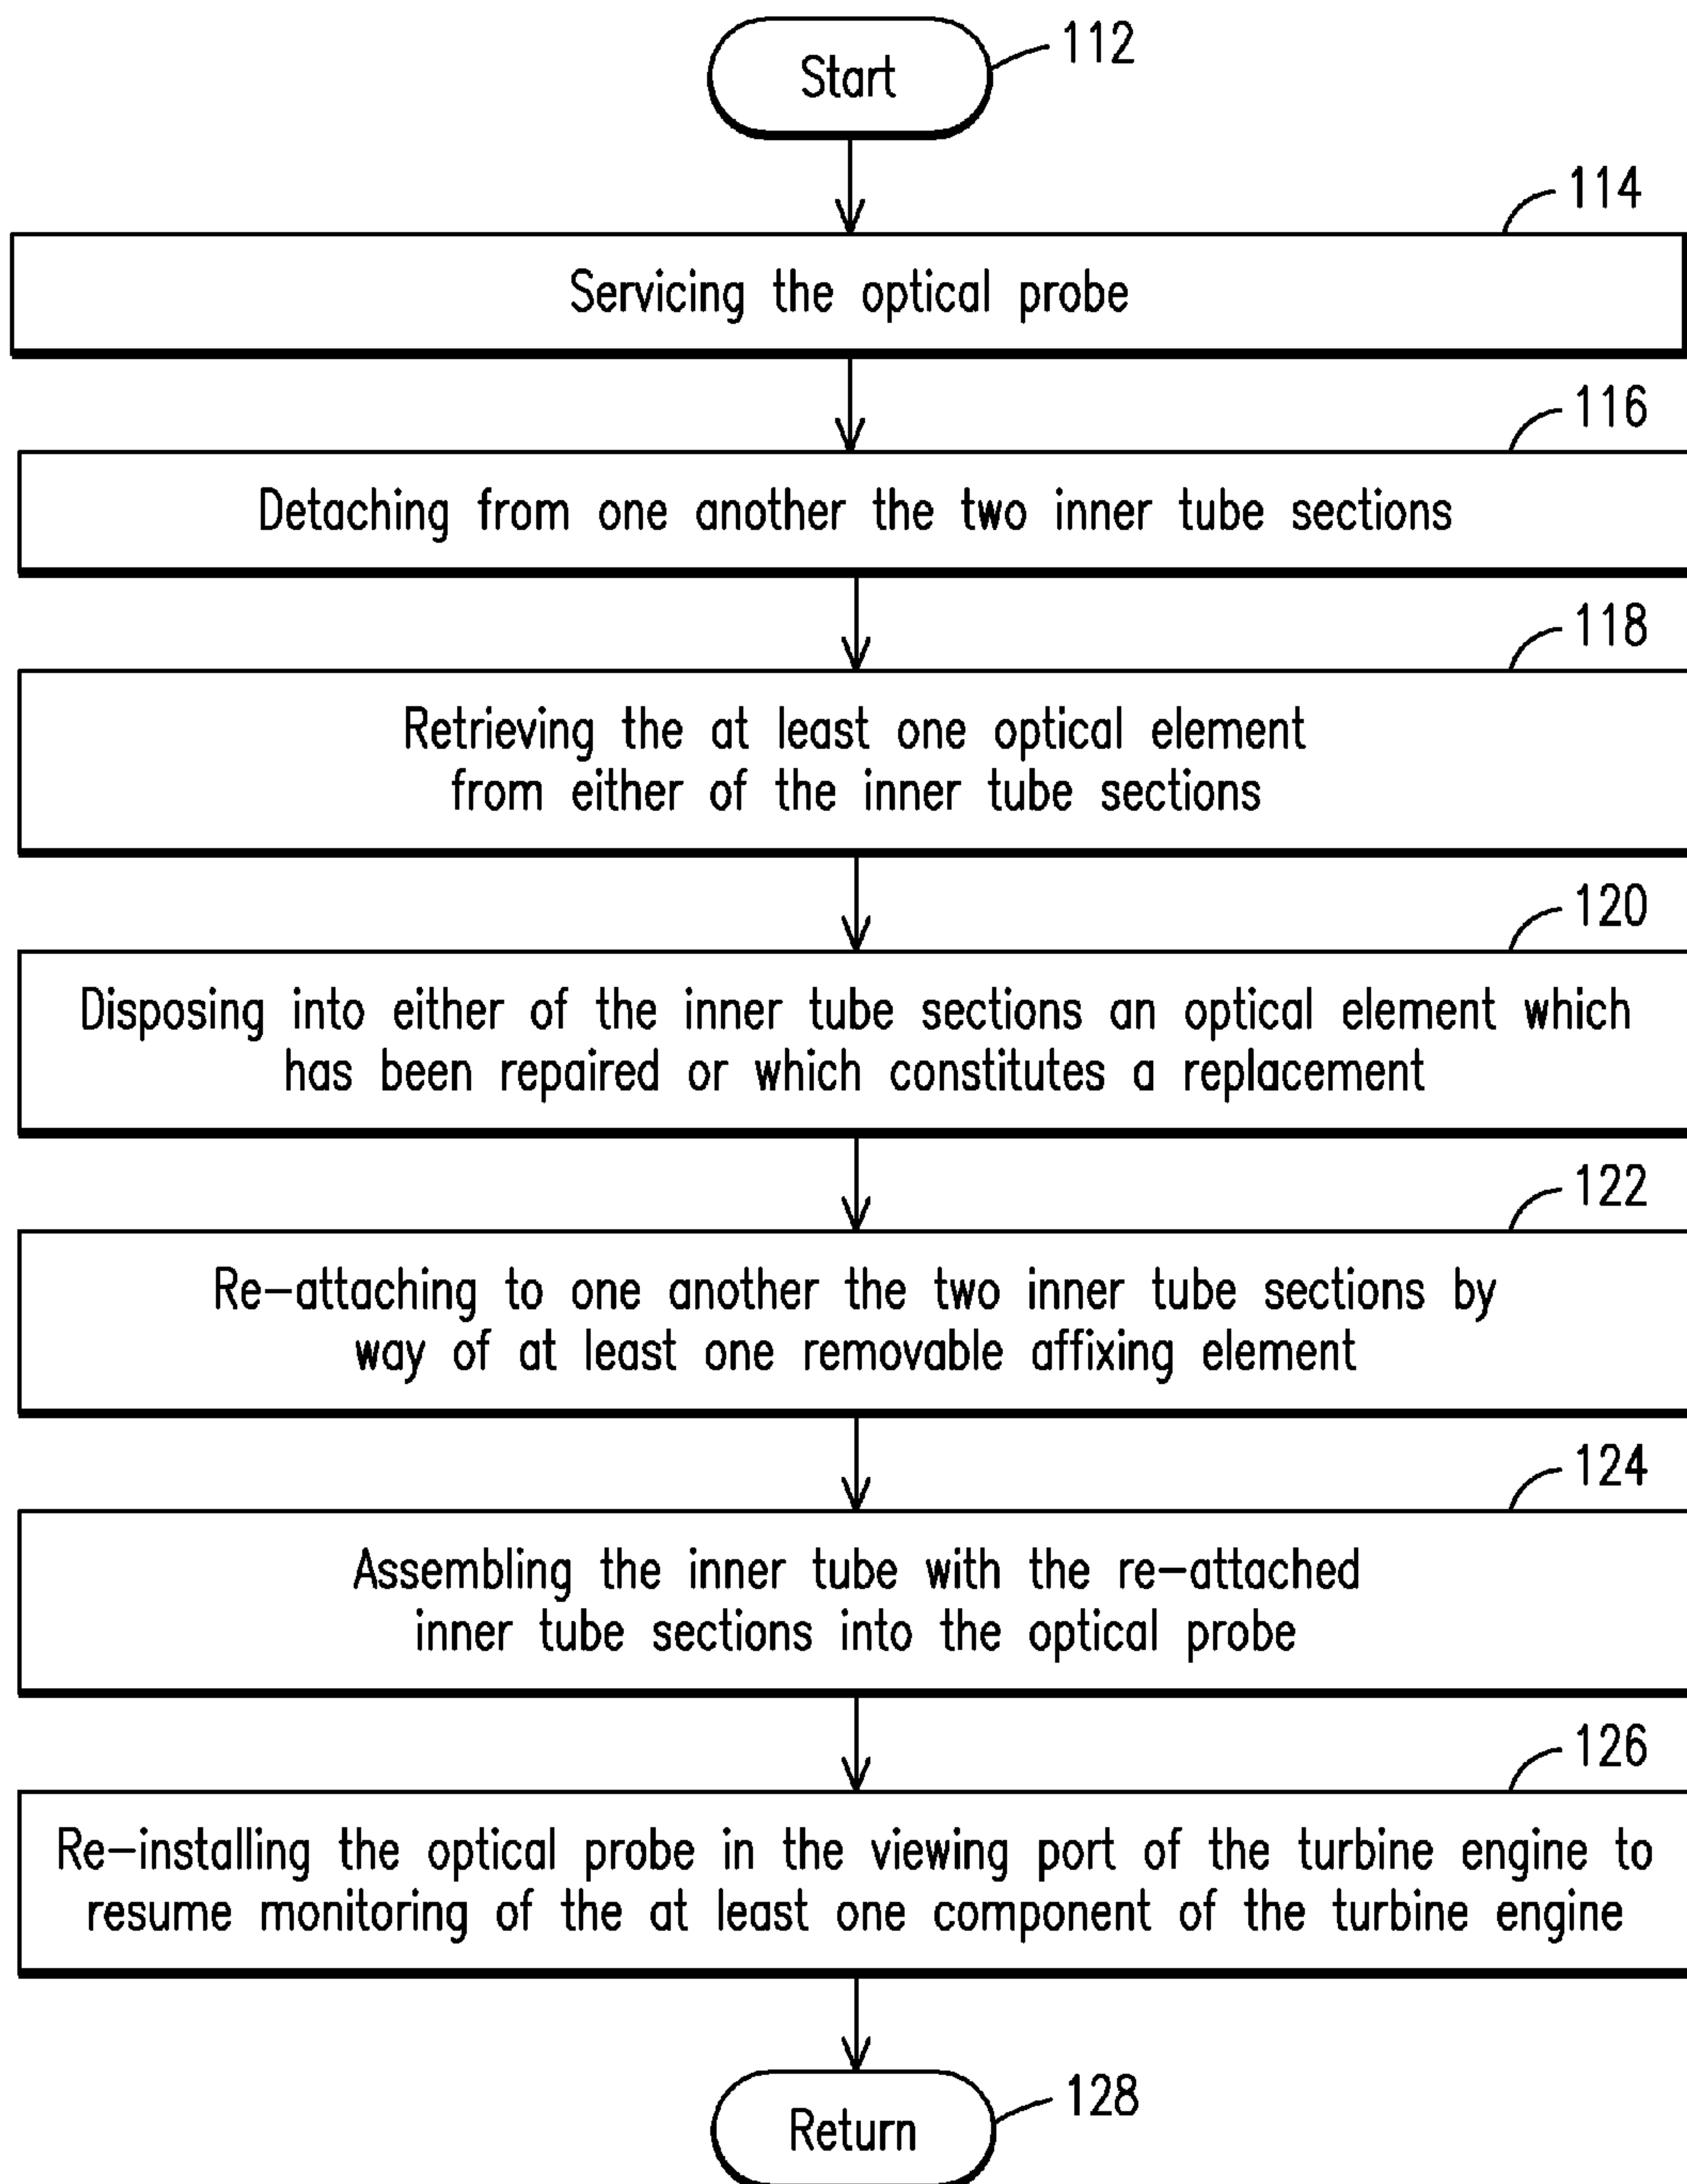 Start
112
114
Servicing the optical probe
116
Detaching from one another the two inner tube sections
118
Retrieving the at least one optical element
from either of the inner tube sections
120
Disposing into either of the inner tube sections an optical element which
has been repaired or which constitutes a replacement
122
Re-attaching to one another the two inner tube sections by
way of at least one removable affixing element
124
Assembling the inner tube with the re-attached
inner tube sections into the optical probe
126
Re-installing the optical probe in the viewing port of the turbine engine to
resume monitoring of the at least one component of the turbine engine
128
Return